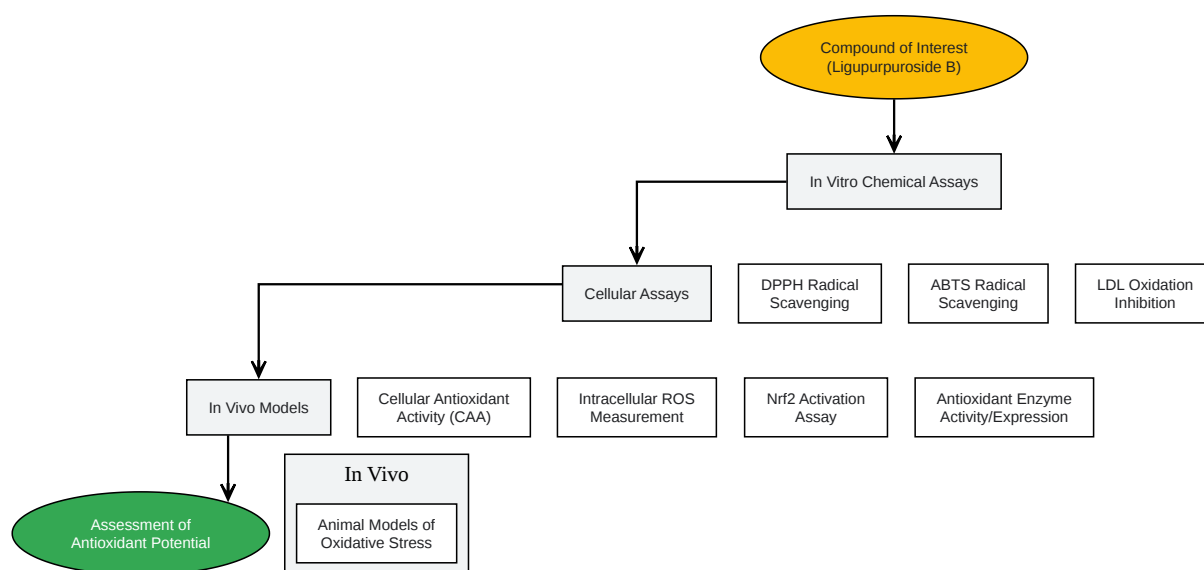 Compound of Interest
(Ligupurpuroside B)
In Vitro Chemical Assays
Cellular Assays
DPPH Radical
Scavenging
ABTS Radical
Scavenging
LDL Oxidation
Inhibition
In Vivo Models
Cellular Antioxidant
Activity (CAA)
Intracellular ROS
Measurement
Nrf2 Activation
Assay
Antioxidant Enzyme
Activity/Expression
In Vivo
Animal Models of
Oxidative Stress
Assessment of
Antioxidant Potential